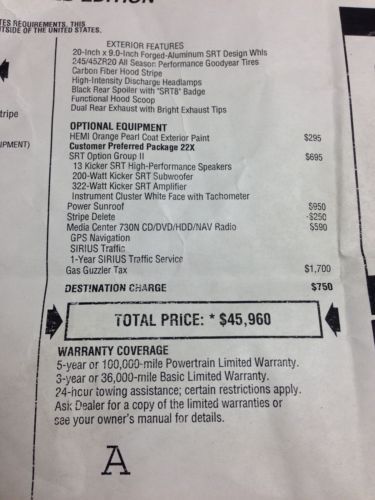 EDITION
TES REQUIREMENTS. THIS
TSIDE OF THE UNITED STATES.
EXTERIOR FEATURES
20-Inch x 9.0-Inch Forged-Aluminum SRT Design Whls
245/45ZR20 All Season Performance Goodyear Tires
Carbon Fiber Hood Stripe
High-Intensity Discharge Headlamps
Black Rear Spoiler with "SRT8" Badge
Functional Hood Scoop
Dual Rear Exhaust with Bright Exhaust Tips
tripe
IPMENT)
OPTIONAL EQUIPMENT
HEMI Orange Pearl Coat Exterior Paint $295
Customer Preferred Package 22X
SRT Option Group II $695
13 Kicker SRT High-Performance Speakers
200-Watt Kicker SRT Subwoofer
322-Watt Kicker SRT Amplifier
Instrument Cluster White Face with Tachometer
Power Sunroof $950
Stripe Delete -$250
Media Center 730N CD/DVD/HDD/NAV Radio $590
GPS Navigation
SIRIUS Traffic
1-Year SIRIUS Traffic Service
Gas Guzzler Tax $1,700
DESTINATION CHARGE $750
TOTAL PRICE: * $45,960
WARRANTY COVERAGE
5-year or 100,000-mile Powertrain Limited Warranty.
3-year or 36,000-mile Basic Limited Warranty.
24-hour towing assistance; certain restrictions apply.
Ask Dealer for a copy of the limited warranties or
see your owner's manual for details.
A